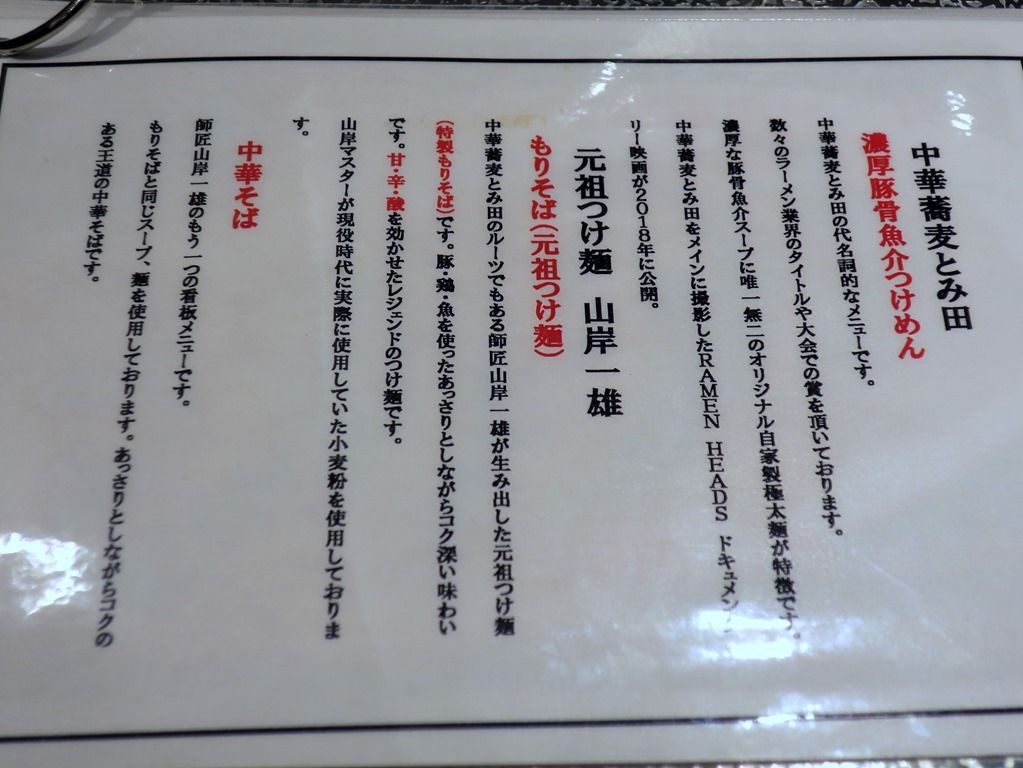 中華蕎麦とみ田
濃厚豚骨魚介つけめん
中華蕎麦とみ田の代名詞的なメニューです。
数々のラーメン業界のタイトルや大会での賞を頂いております。
濃厚な豚骨魚介スープに唯一無二のオリジナル自家製極太麺が特徴です。
中華蕎麦とみ田をメインに撮影したRAMEN HEADS ドキュメンタ
リー映画が2018年に公開。
元祖つけ麺 山岸一雄
もりそば(元祖つけ麺)
中華蕎麦とみ田のルーツでもある師匠山岸一雄が生み出した元祖つけ麺
(特製もりそば)です。豚・鶏・魚を使ったあっさりとしながらコク深い味わい
です。甘・辛・酸を効かせたレジェンドのつけ麺です。
山岸マスターが現役時代に実際に使用していた小麦粉を使用しておりま
す。
中華そば
師匠山岸一雄のもう一つの看板メニューです。
もりそばと同じスープ、麺を使用しております。あっさりとしながらコクの
ある王道の中華そばです。